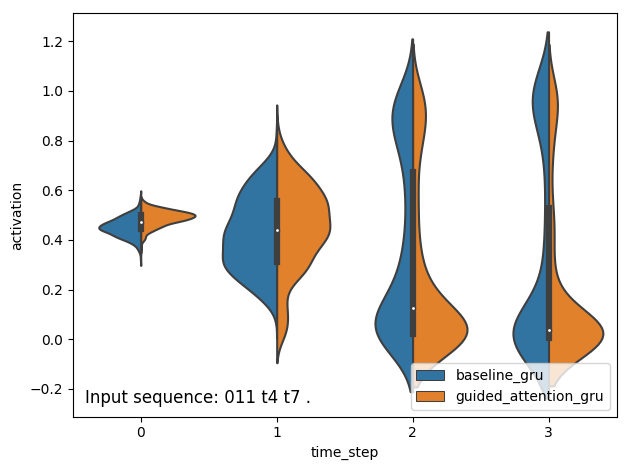 1.2
1.0
0.8
0.6
0.4
0.2
0.0
−0.2
activation
Input sequence: 011 t4 t7 .
baseline_gru
guided_attention_gru
0 1 2 3
time_step